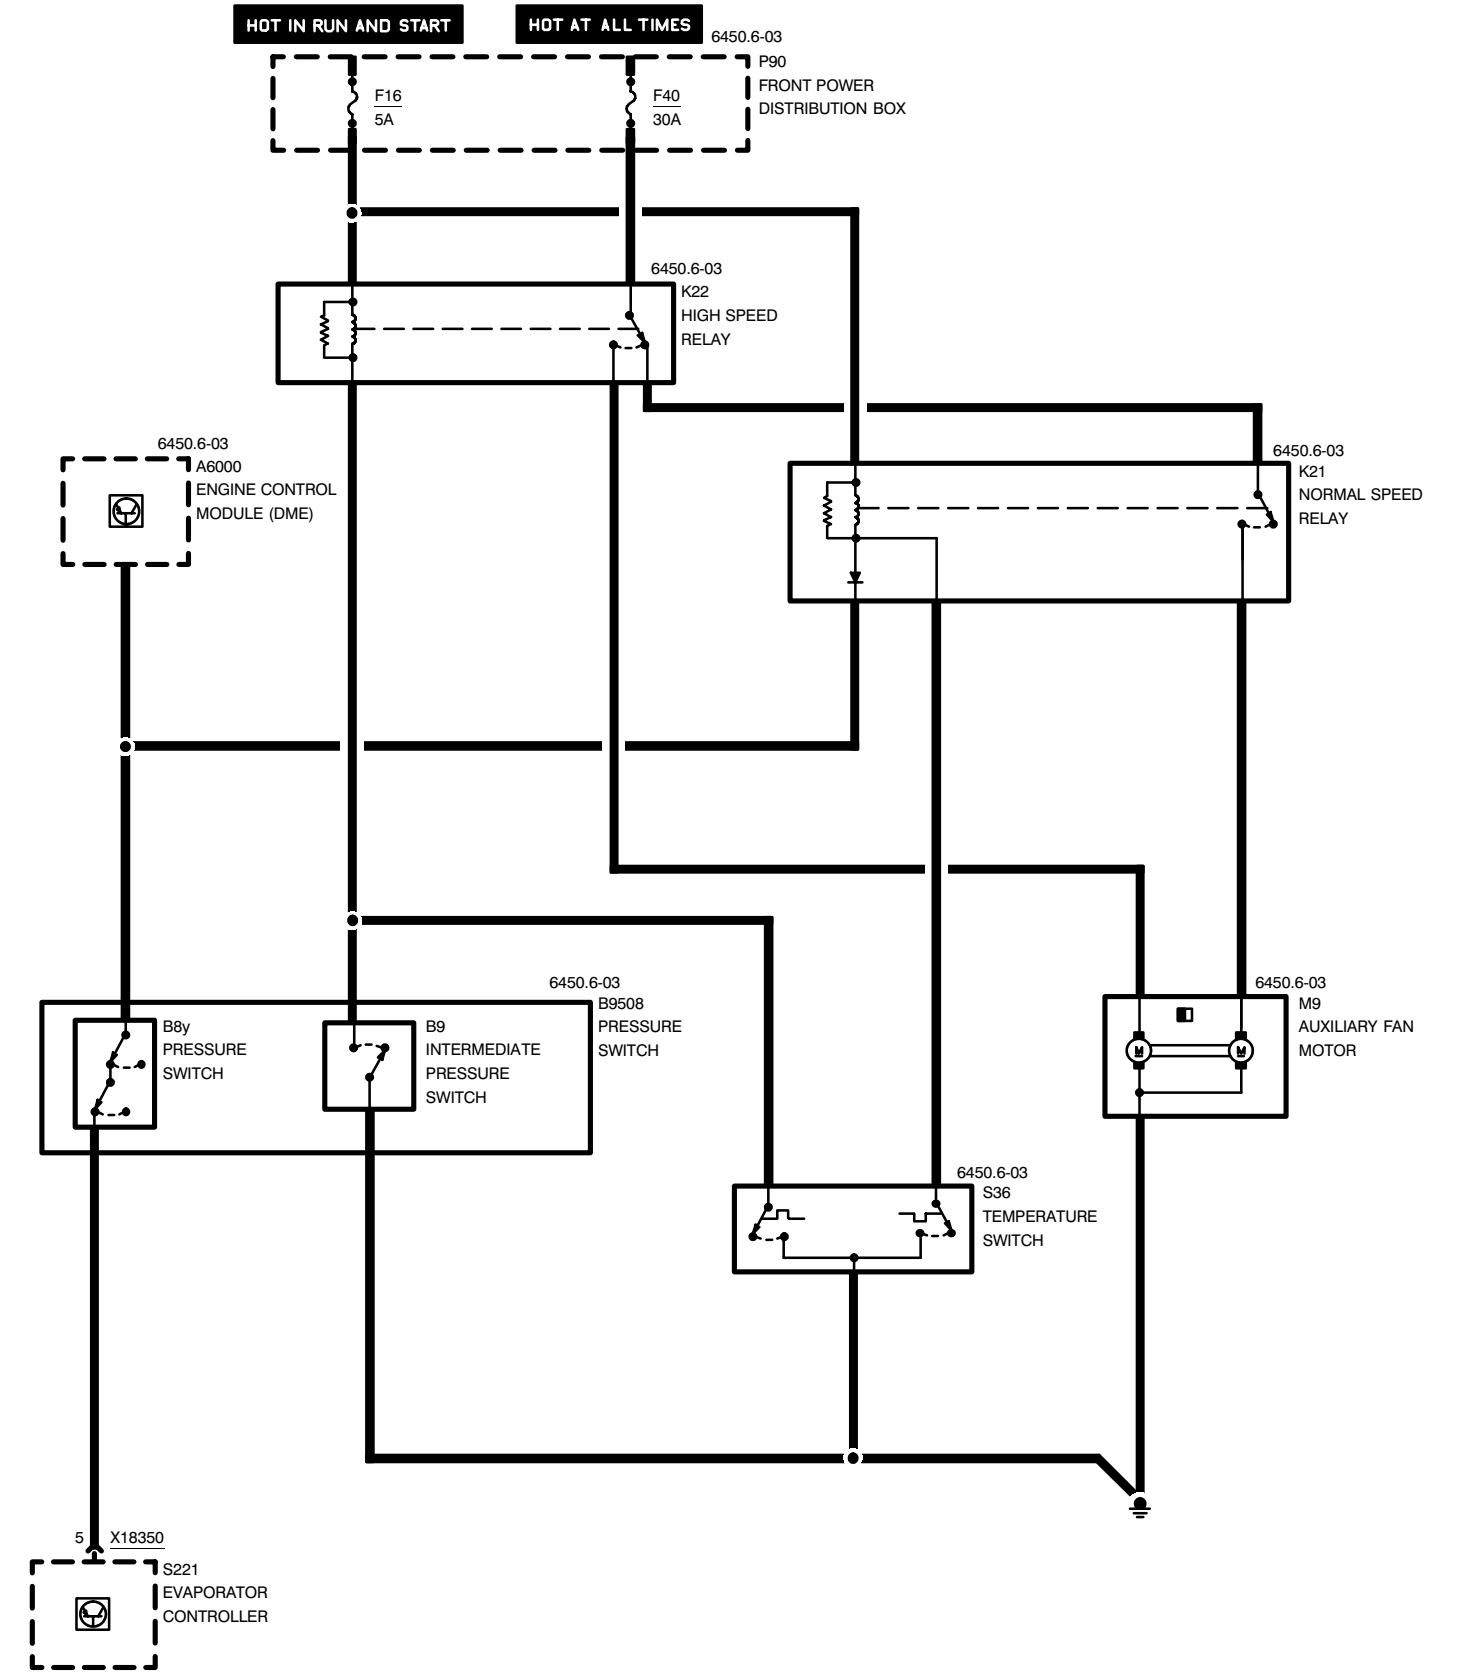 HOT IN RUN AND START
HOT AT ALL TIMES
6450.6-03
P90
FRONT POWER
DISTRIBUTION BOX
F16
5A
F40
30A
6450.6-03
K22
HIGH SPEED
RELAY
6450.6-03
A6000
ENGINE CONTROL
MODULE (DME)
6450.6-03
K21
NORMAL SPEED
RELAY
6450.6-03
B9508
PRESSURE
SWITCH
B8y
PRESSURE
SWITCH
B9
INTERMEDIATE
PRESSURE
SWITCH
6450.6-03
M9
AUXILIARY FAN
MOTOR
M
M
6450.6-03
S36
TEMPERATURE
SWITCH
5
X18350
S221
EVAPORATOR
CONTROLLER